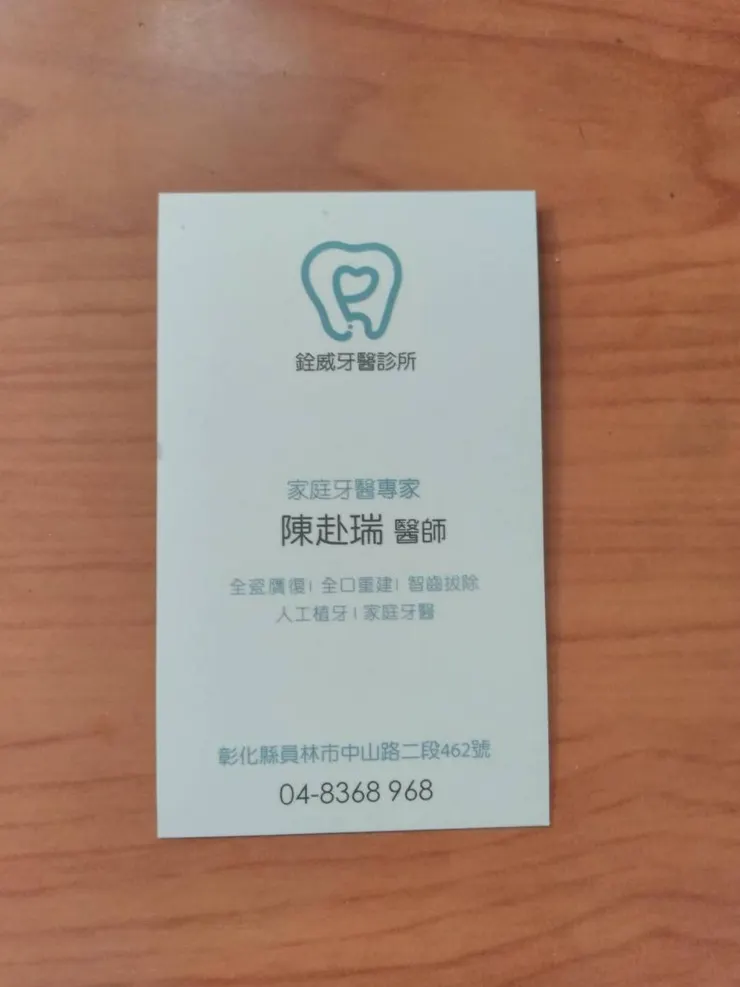 銓威牙醫診所
家庭牙醫專家
陳赴瑞 醫師
全瓷贋復| 全口重建| 智齒拔除
人工植牙 | 家庭牙醫
彰化縣員林市中山路二段462號
04-8368 968